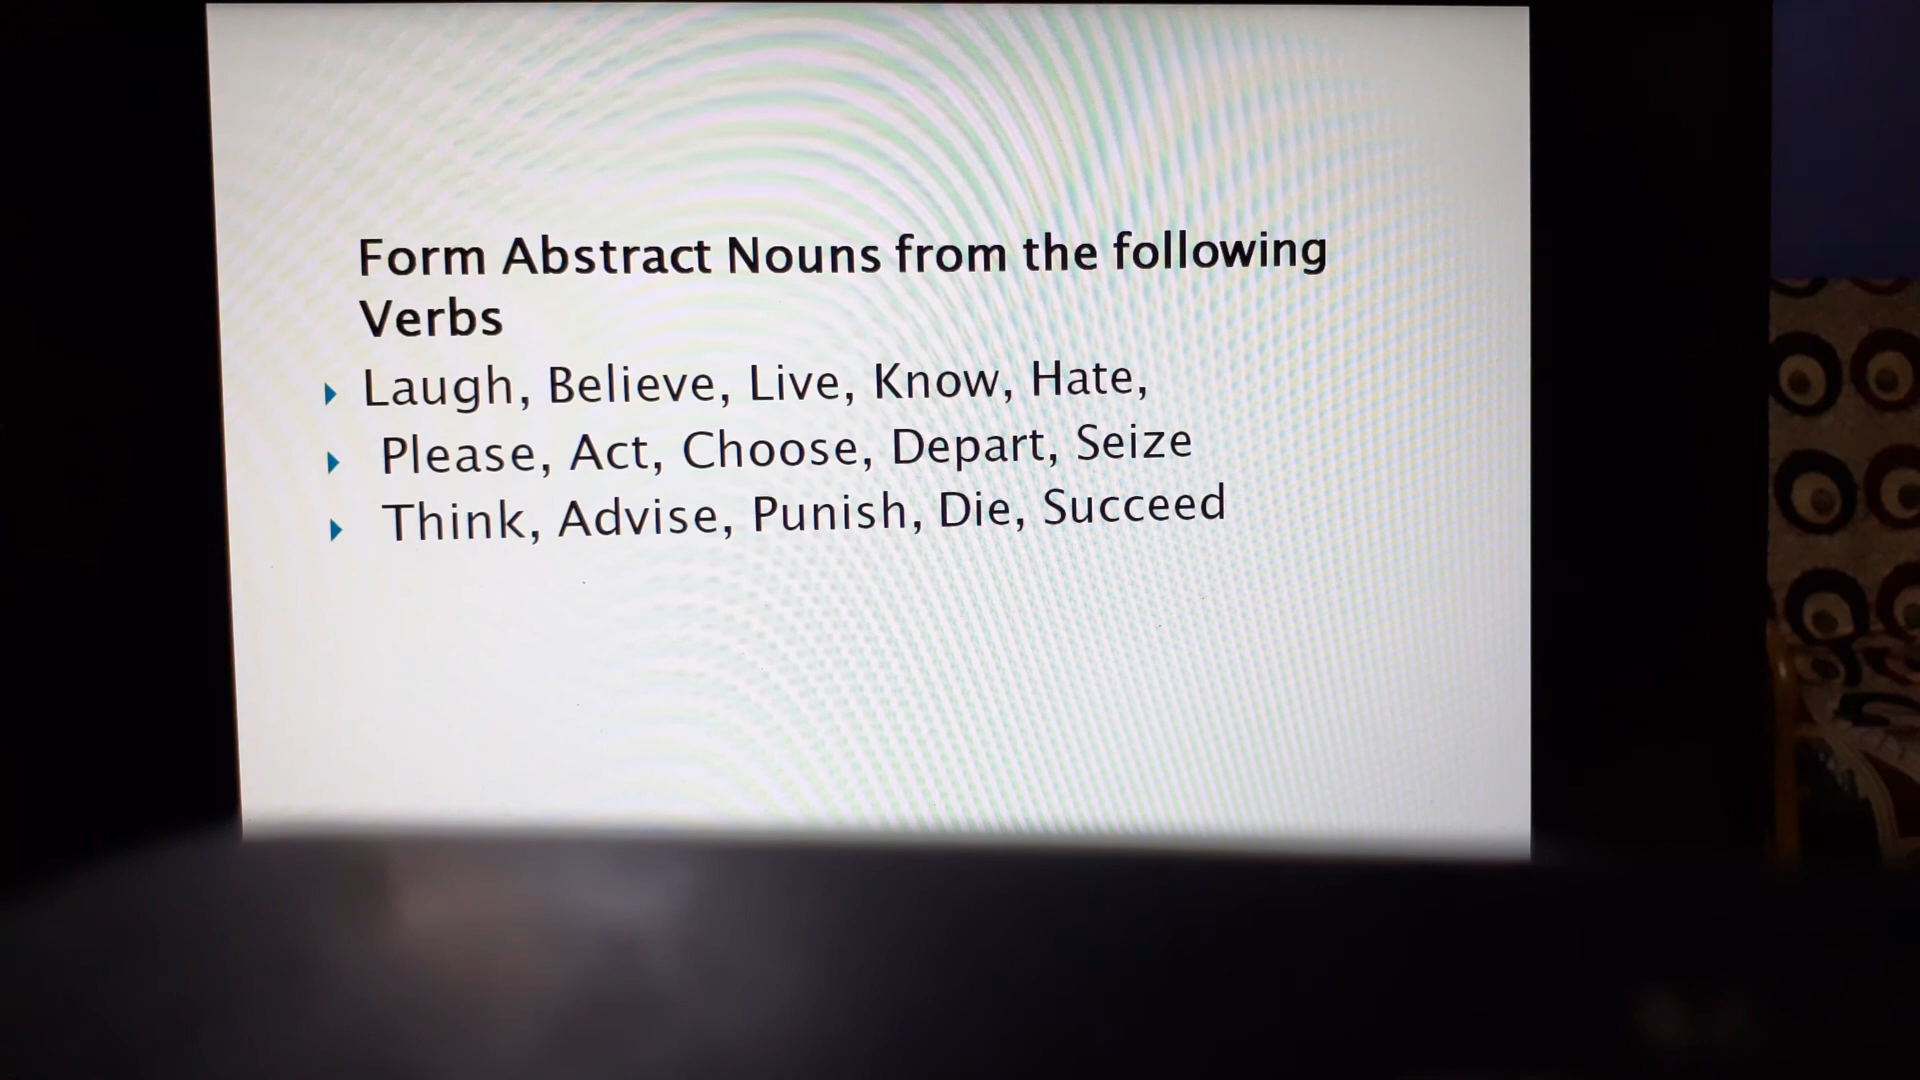 Form Abstract Nouns from the following
Verbs
Laugh, Believe, Live, Know, Hate,
Please, Act, Choose, Depart, Seize
Think, Advise, Punish, Die, Succeed